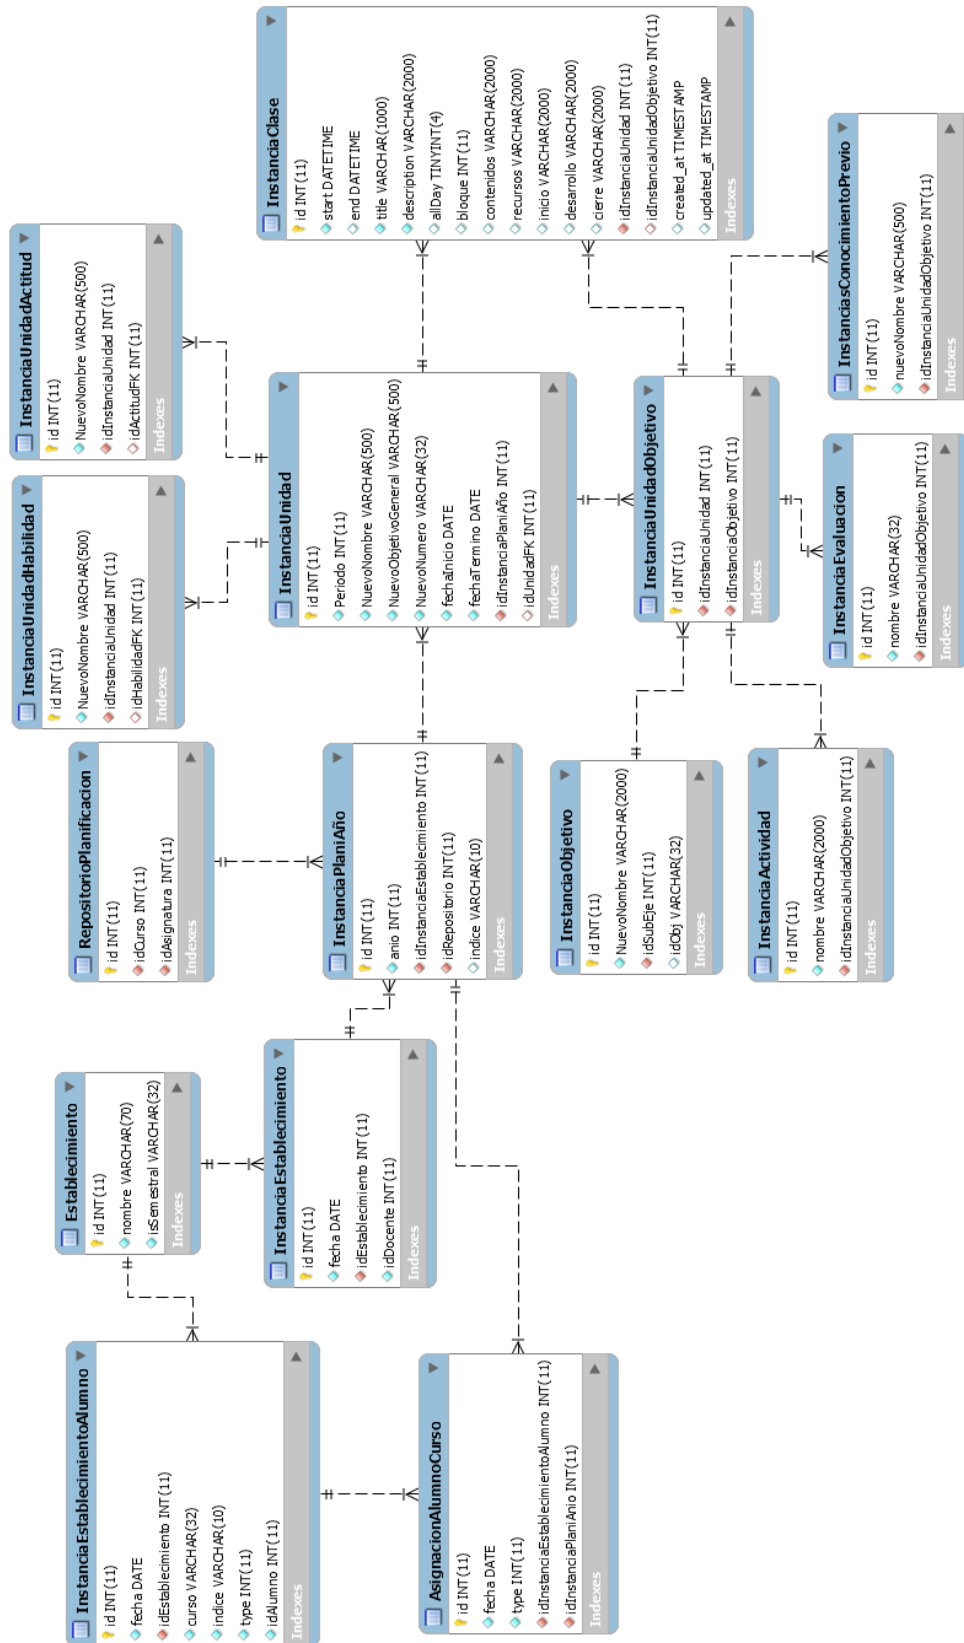 InstanciaEstablecimientoAlumno
id INT(11)
fecha DATE
idEstablecimiento INT(11)
curso VARCHAR(32)
indice VARCHAR(10)
type INT(11)
idAlumno INT(11)
Indexes
Establecimiento
id INT(11)
nombre VARCHAR(70)
isSemestral VARCHAR(32)
Indexes
RepositorioPlanificacion
id INT(11)
idCurso INT(11)
idAsignatura INT(11)
Indexes
InstanciaUnidadHabilidad
id INT(11)
NuevoNombre VARCHAR(500)
idInstanciaUnidad INT(11)
idHabilidadFK INT(11)
Indexes
InstanciaUnidadActitud
id INT(11)
NuevoNombre VARCHAR(500)
idInstanciaUnidad INT(11)
idActitudFK INT(11)
Indexes
AsignacionAlumnoCurso
id INT(11)
fecha DATE
type INT(11)
idInstanciaEstablecimientoAlumno INT(11)
idInstanciaPlaniAnio INT(11)
Indexes
InstanciaEstablecimiento
id INT(11)
fecha DATE
idEstablecimiento INT(11)
idDocente INT(11)
Indexes
InstanciaPlaniAño
id INT(11)
anio INT(11)
idInstanciaEstablecimiento INT(11)
idRepositorio INT(11)
indice VARCHAR(10)
Indexes
InstanciaUnidad
id INT(11)
Periodo INT(11)
NuevoNombre VARCHAR(500)
NuevoObjetivoGeneral VARCHAR(500)
NuevoNumero VARCHAR(32)
fechaInicio DATE
fechaTermino DATE
idInstanciaPlaniAño INT(11)
idUnidadFK INT(11)
Indexes
InstanciaClase
id INT(11)
start DATETIME
end DATETIME
title VARCHAR(1000)
description VARCHAR(2000)
allDay TINYINT(4)
bloque INT(11)
contenidos VARCHAR(2000)
recursos VARCHAR(2000)
inicio VARCHAR(2000)
desarrollo VARCHAR(2000)
cierre VARCHAR(2000)
idInstanciaUnidad INT(11)
idInstanciaUnidadObjetivo INT(11)
created_at TIMESTAMP
updated_at TIMESTAMP
Indexes
InstanciaObjetivo
id INT(11)
NuevoNombre VARCHAR(2000)
idSubEje INT(11)
idObj VARCHAR(32)
Indexes
InstanciaUnidadObjetivo
id INT(11)
idInstanciaUnidad INT(11)
idInstanciaObjetivo INT(11)
Indexes
InstanciaActividad
id INT(11)
nombre VARCHAR(2000)
idInstanciaUnidadObjetivo INT(11)
Indexes
InstanciaEvaluacion
id INT(11)
nombre VARCHAR(32)
idInstanciaUnidadObjetivo INT(11)
Indexes
InstanciasConocimientoPrevio
id INT(11)
nuevoNombre VARCHAR(500)
idInstanciaUnidadObjetivo INT(11)
Indexes